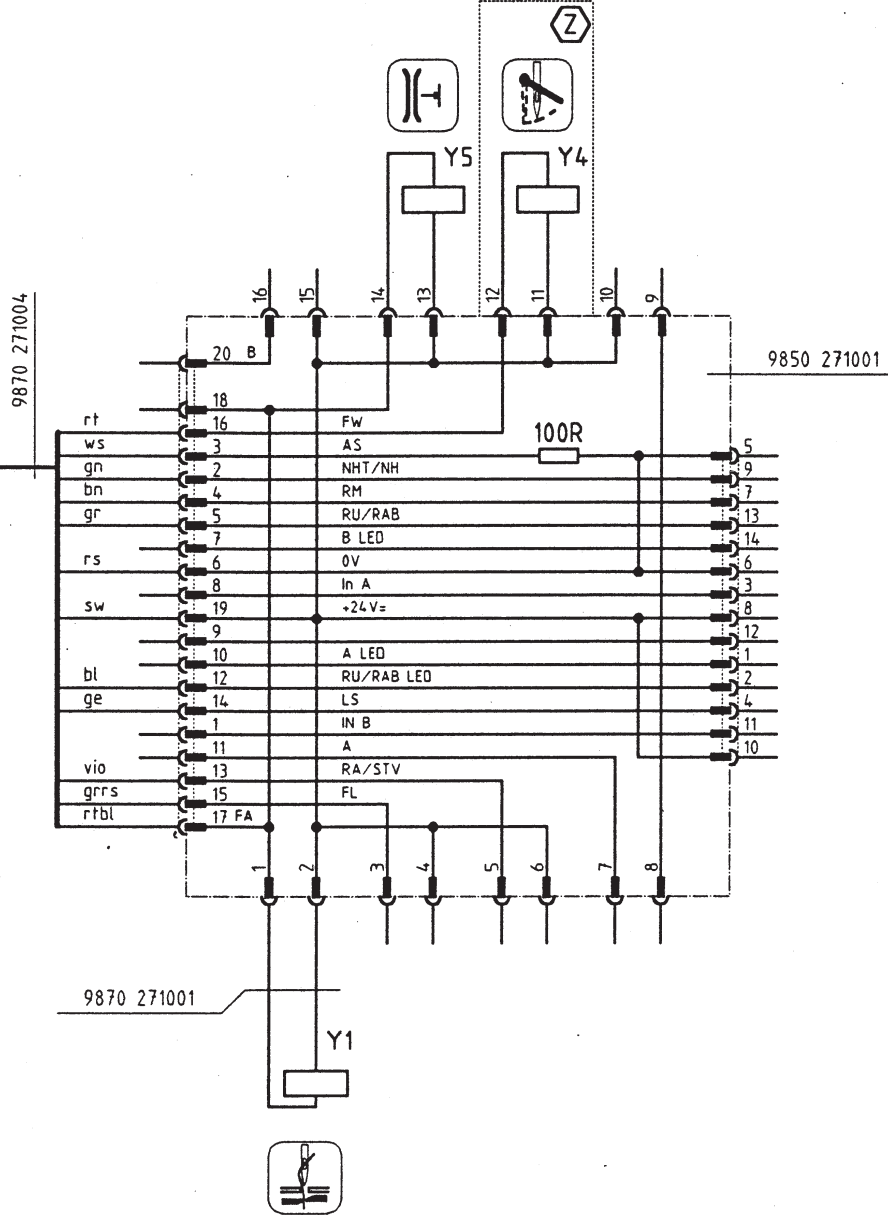 Z
Y5 Y4
16 15 14 13 12 11 10 9
9870 271004
9850 271001
20 B
18
rt 16 FW
100R
ws 3 AS 5
gn 2 NHT/NH 9
bn 4 RM 7
gr 5 RU/RAB 13
7 B LED 14
rs 6 0V 6
8 In A 3
sw 19 +24V= 8
9 12
10 A LED 1
bl 12 RU/RAB LED 2
ge 14 LS 4
1 IN B 11
11 A 10
vio 13 RA/STV
grrs 15 FL
rtbl 17 FA
1 2 3 4 5 6 7 8
9870 271001
Y1